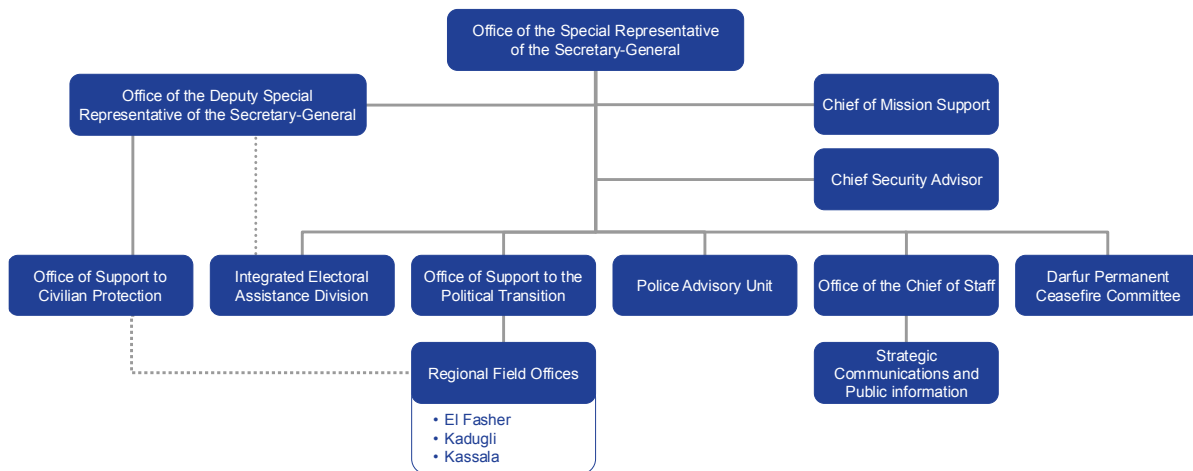 Office of the Special Representative
of the Secretary-General
Office of the Deputy Special
Representative of the Secretary-General
Chief of Mission Support
Chief Security Advisor
Office of Support to
Civilian Protection
Integrated Electoral
Assistance Division
Office of Support to the
Political Transition
Police Advisory Unit
Office of the Chief of Staff
Darfur Permanent
Ceasefire Committee
Regional Field Offices
• El Fasher
• Kadugli
• Kassala
Strategic
Communications and
Public information